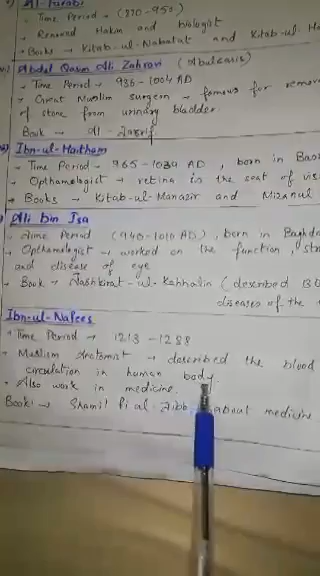 Al-Farabi
• Time Period → (870-950)
• Renowed Hakim and biologist
• Books → Kitab-ul-Nabatat and Kitab-ul-Ha
Abdul Qasim Ali Zahravi (Abulcasis)
• Time Period → 936-1004 AD
• Great Muslim surgeon → famous for remov
of stone from urinary bladder.
Book → Al-Tasrif.
Ibn-ul-Haitham
• Time Period → 965-1039 AD, born in Bas
• Opthamologist → retina is the seat of vis
• Books → Kitab-ul-Manazir and Mizanul
Ali bin Isa
• Time Period (940-1010 AD), born in Baghda
• Opthamologist → worked on the function, st
and disease of eye
• Book → Tashkirat-ul-Kahhalin (described
diseases of the
Ibn-ul-Nafees
• Time Period → 1213-1288
• Muslim Anatomist → described the blood
circulation in human body.
• Also work in medicine.
Book → Shamil fi al-Tibb about medicine